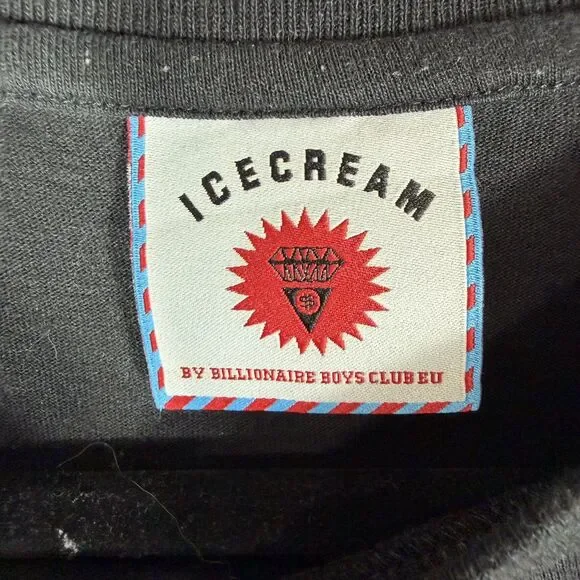 ICECREAM
$
BY BILLIONAIRE BOYS CLUB EU